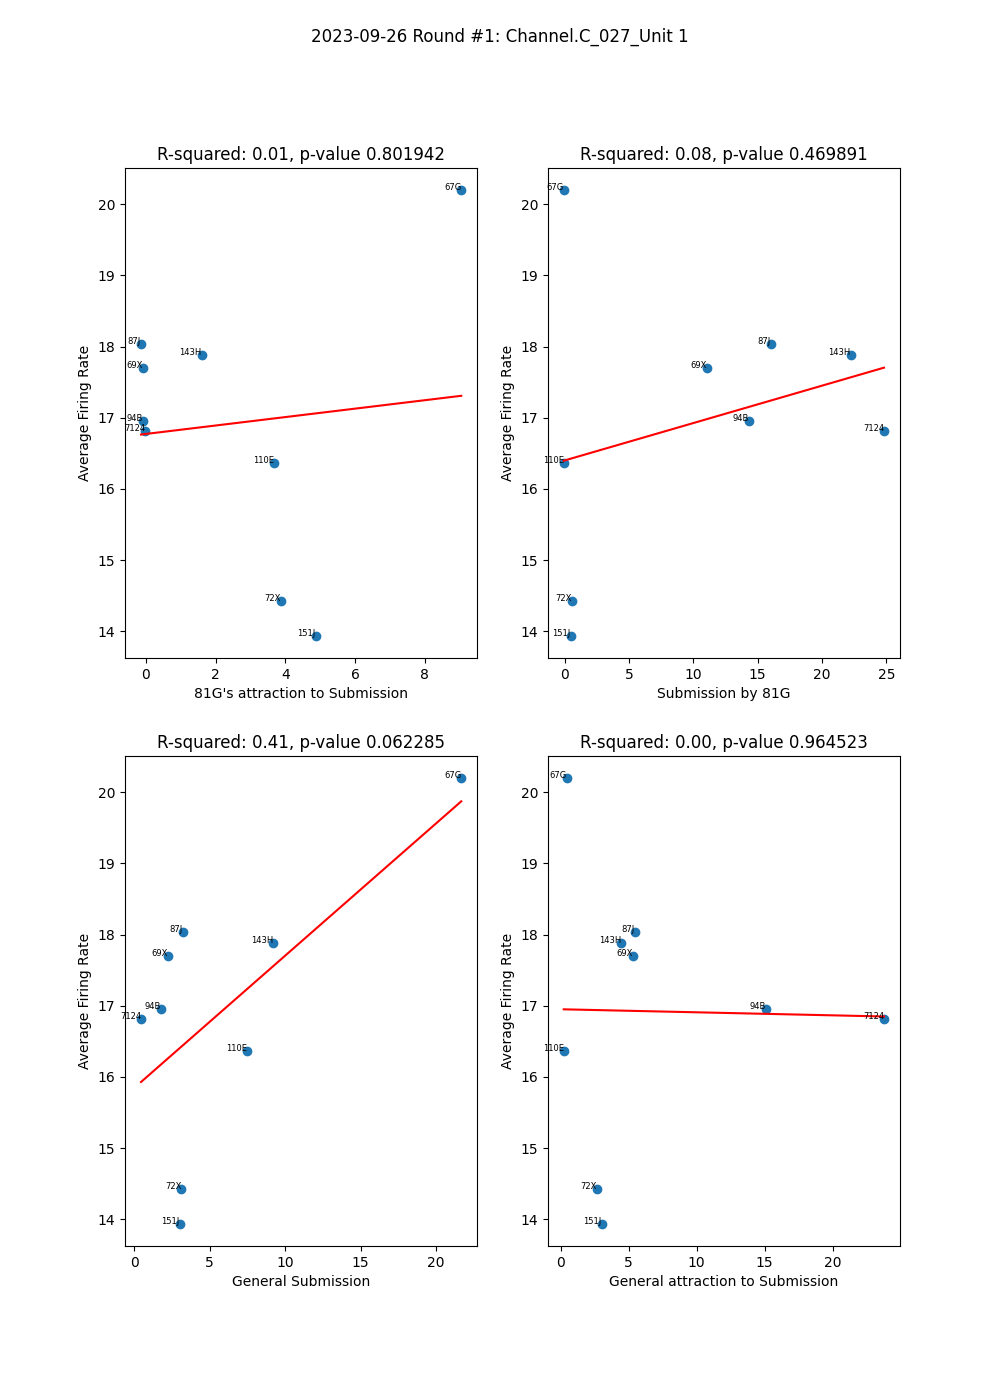 2023-09-26 Round #1: Channel.C_027_Unit 1
R-squared: 0.01, p-value 0.801942
20
19
18
17
16
15
14
Average Firing Rate
67G
87J
143H
69X
94B
7124
110E
72X
151J
0 2 4 6 8
81G's attraction to Submission
R-squared: 0.08, p-value 0.469891
20
19
18
17
16
15
14
Average Firing Rate
67G
87J
143H
69X
94B
7124
110E
72X
151J
0 5 10 15 20 25
Submission by 81G
R-squared: 0.41, p-value 0.062285
20
19
18
17
16
15
14
Average Firing Rate
67G
87J
143H
69X
94B
7124
110E
72X
151J
0 5 10 15 20
General Submission
R-squared: 0.00, p-value 0.964523
20
19
18
17
16
15
14
Average Firing Rate
67G
87J
143H
69X
94B
7124
110E
72X
151J
0 5 10 15 20
General attraction to Submission